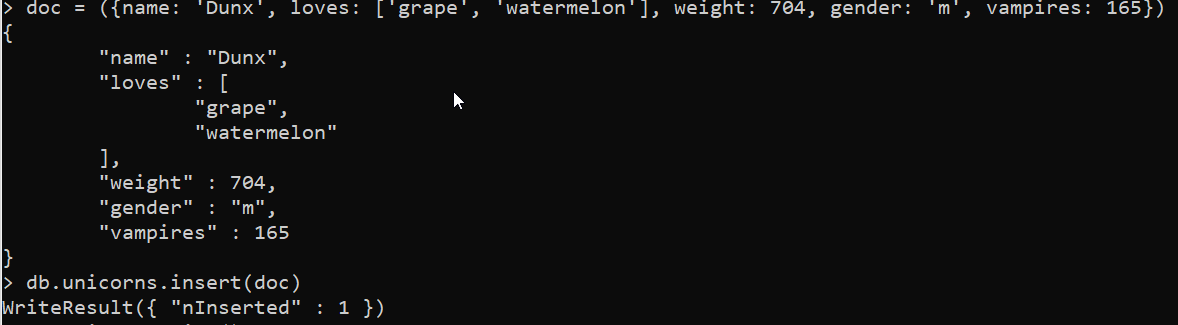 > doc = ({name: 'Dunx', loves: ['grape', 'watermelon'], weight: 704, gender: 'm', vampires: 165})
{
        "name" : "Dunx",
        "loves" : [
                "grape",
                "watermelon"
        ],
        "weight" : 704,
        "gender" : "m",
        "vampires" : 165
}
> db.unicorns.insert(doc)
WriteResult({ "nInserted" : 1 })